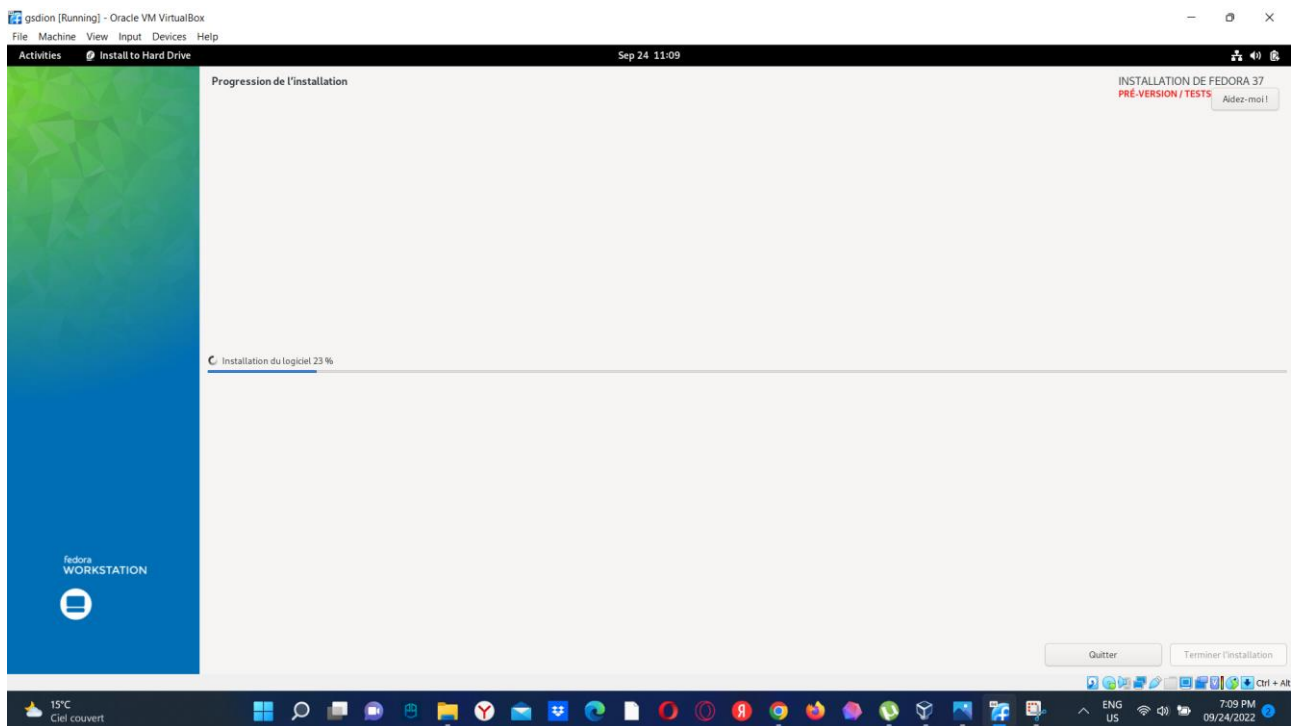 gsdion [Running] - Oracle VM VirtualBox
File Machine View Input Devices Help
Activities Install to Hard Drive Sep 24 11:09
Progression de l'installation
INSTALLATION DE FEDORA 37
PRÉ-VERSION / TESTS
Aidez-moi !
Installation du logiciel 23 %
fedora
WORKSTATION
Quitter Terminer l'installation
Ctrl + Alt
15°C
Ciel couvert
ENG
US
7:09 PM
09/24/2022
2